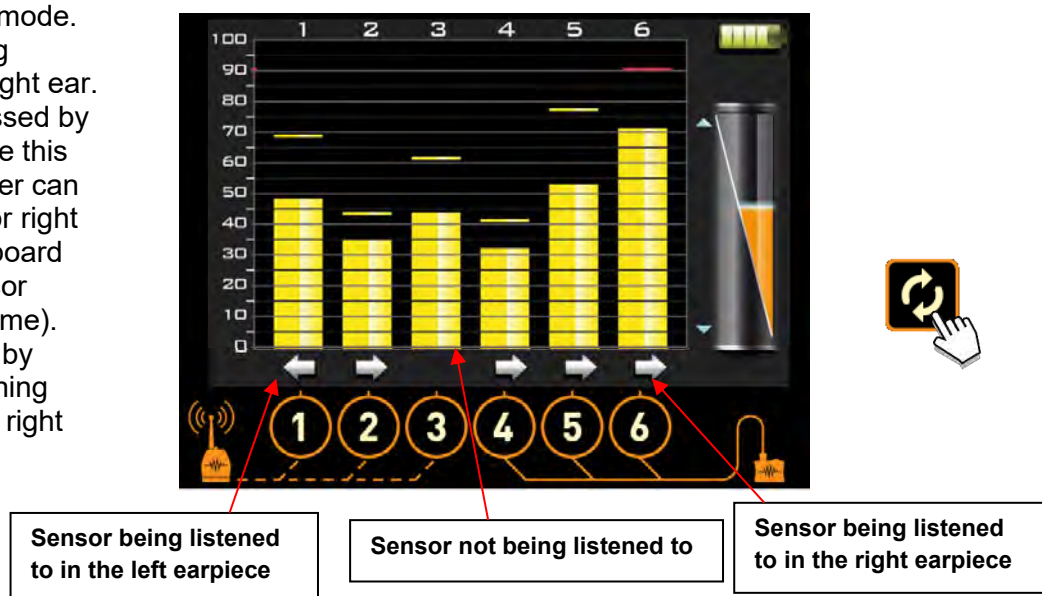 mode.
g
ght ear.
ssed by
e this
er can
or right
board
or
me).
by
ning
right
1 2 3 4 5 6
100
90
80
70
60
50
40
30
20
10
0
1 2 3 4 5 6
Sensor being listened
to in the left earpiece
Sensor not being listened to
Sensor being listened
to in the right earpiece